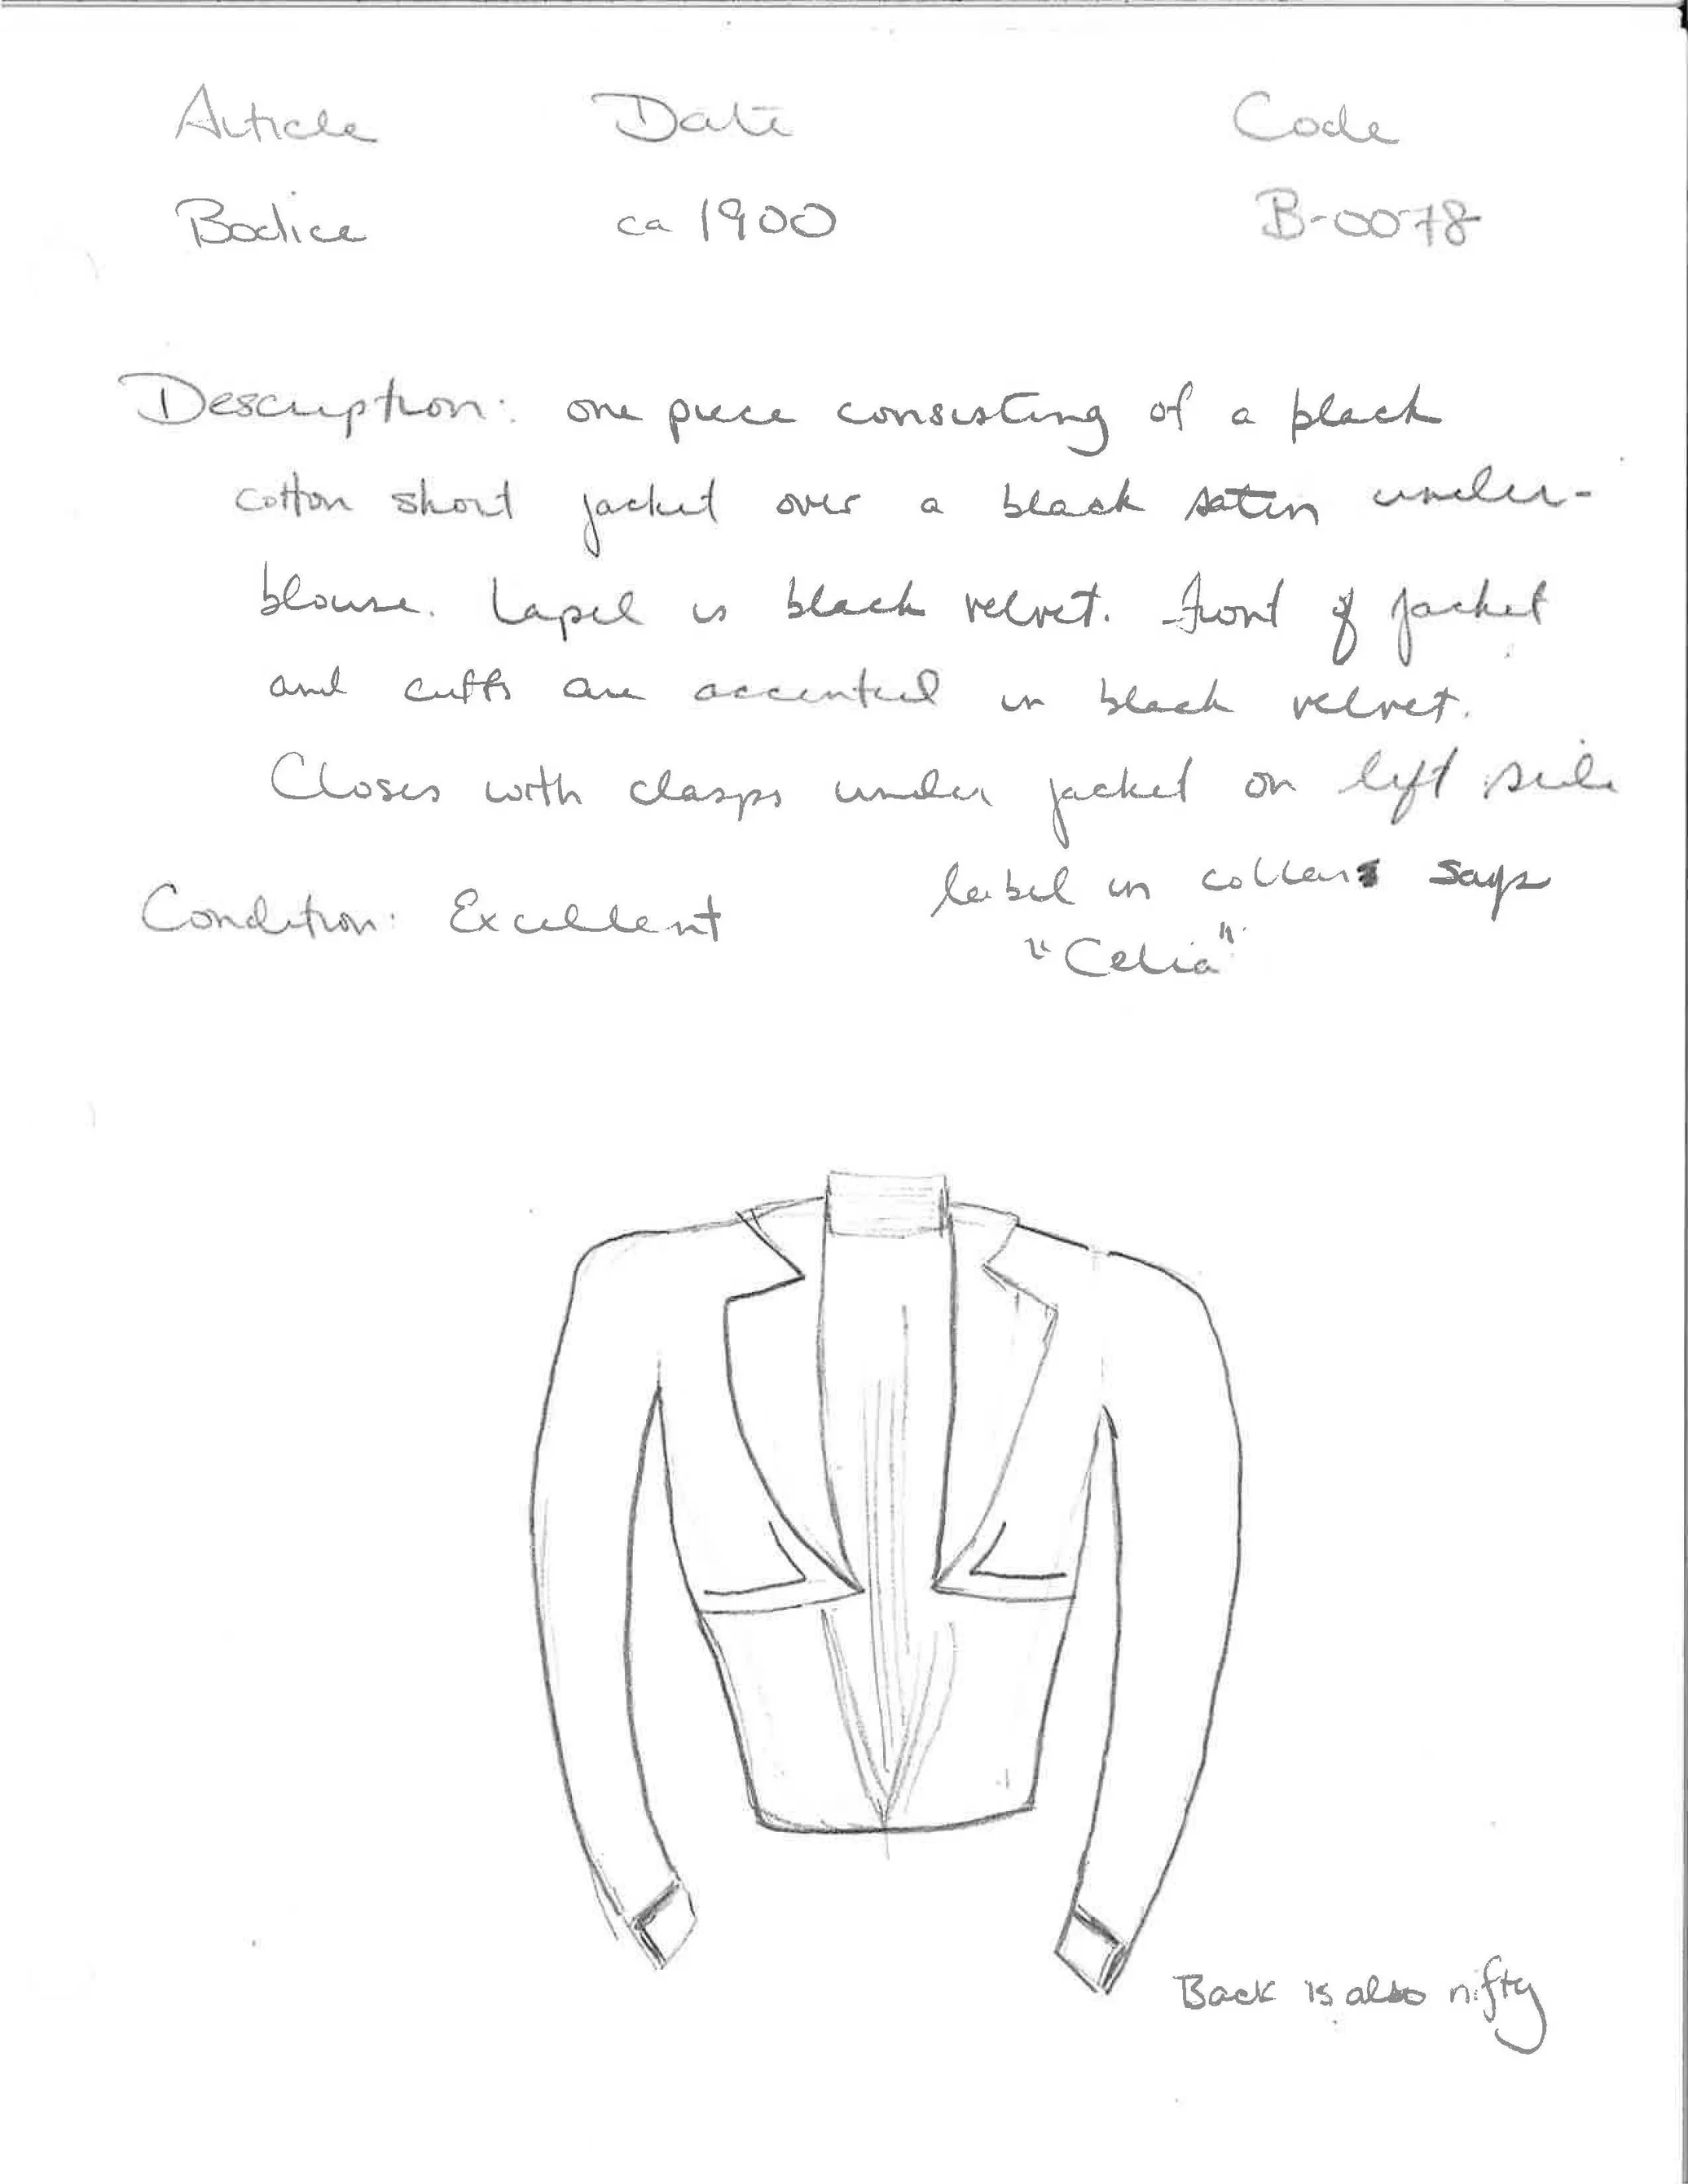 Article Date Code
Bodice ca 1900 B-0078
Description: one piece consisting of a black
cotton short jacket over a black satin under-
blouse. Lapel is black velvet. Front of jacket
and cuffs are accented in black velvet.
Closes with clasps under jacket on left side
Condition: Excellent label in collar says
"Celia"
Back is also nifty